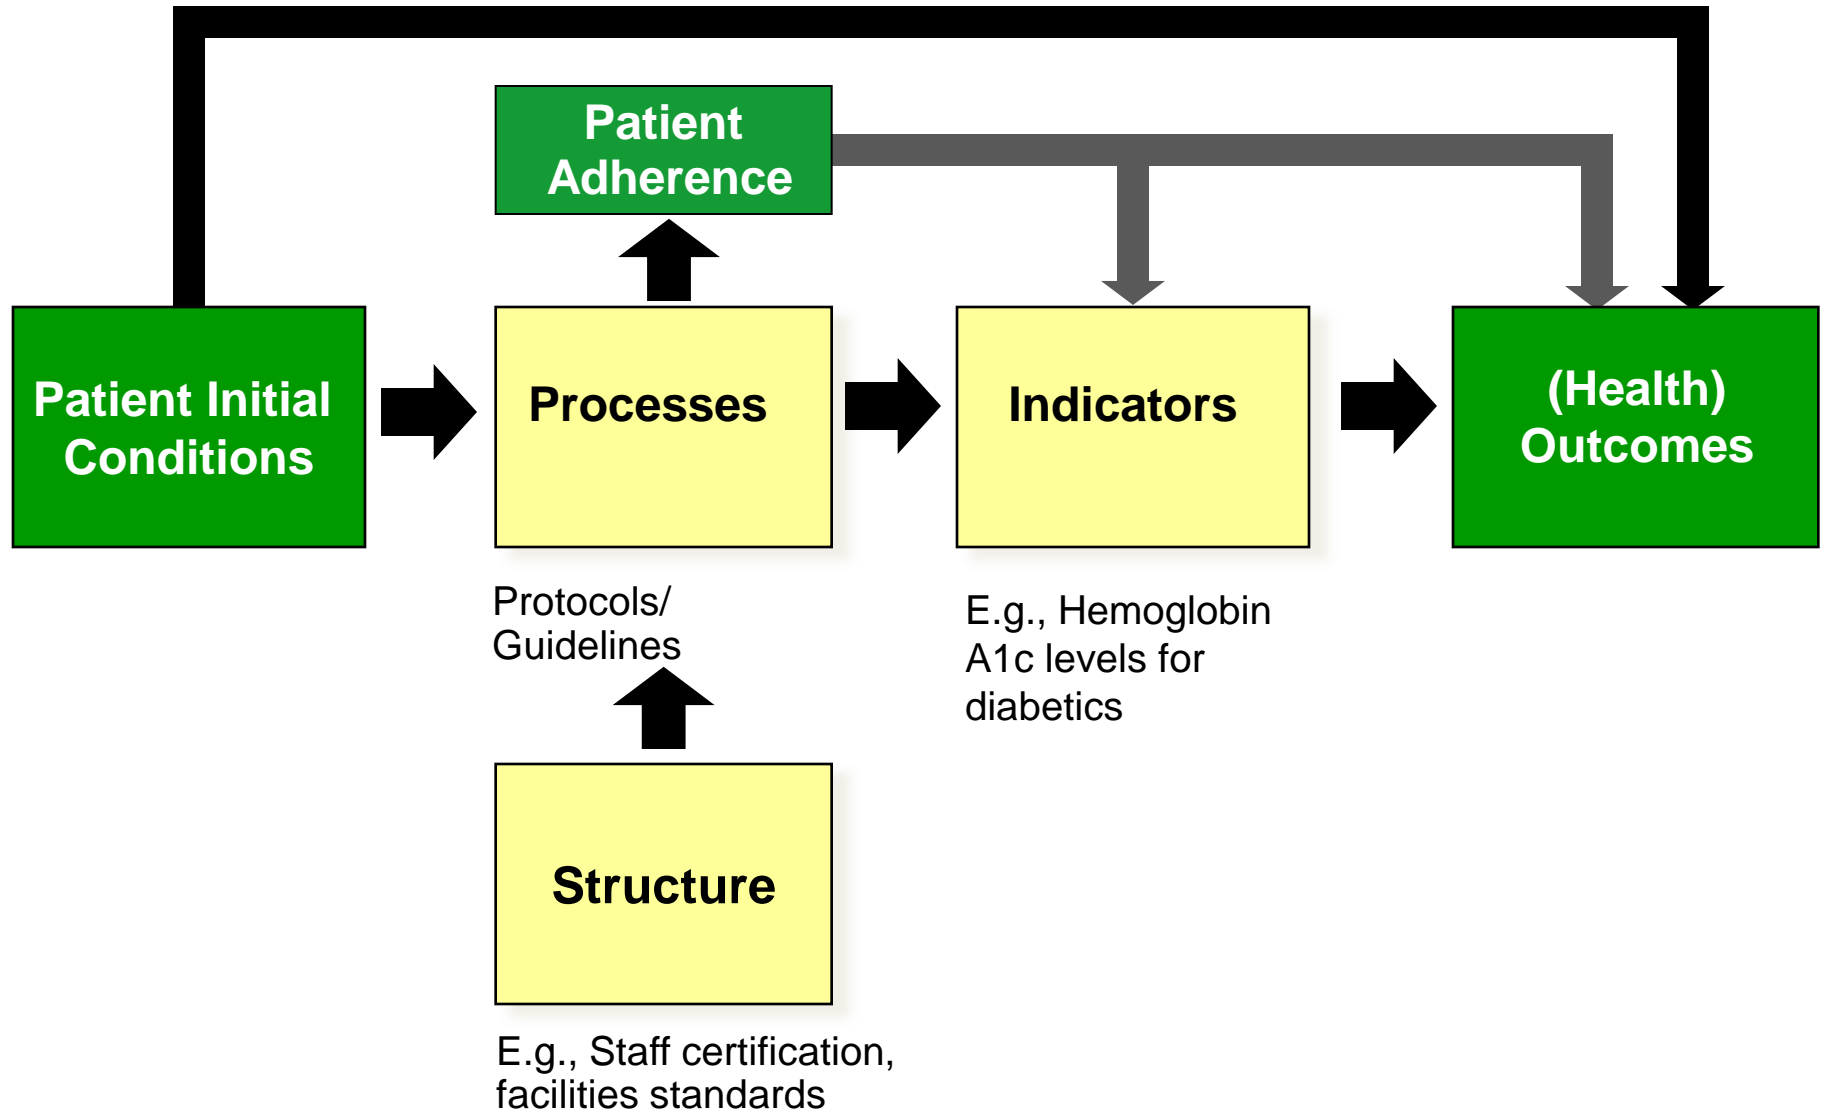 Patient
Adherence
Patient Initial
Conditions
Processes
Indicators
(Health)
Outcomes
Protocols/
Guidelines
E.g., Hemoglobin
A1c levels for
diabetics
Structure
E.g., Staff certification,
facilities standards